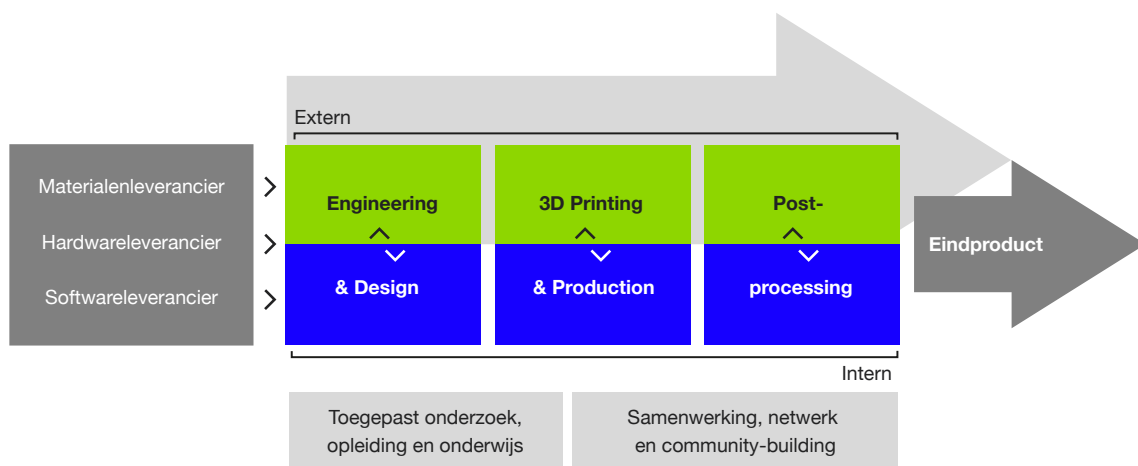 Extern
Materialenleverancier
Hardwareleverancier
Softwareleverancier
Engineering
& Design
3D Printing
& Production
Post-
processing
Eindproduct
Intern
Toegepast onderzoek,
opleiding en onderwijs
Samenwerking, netwerk
en community-building